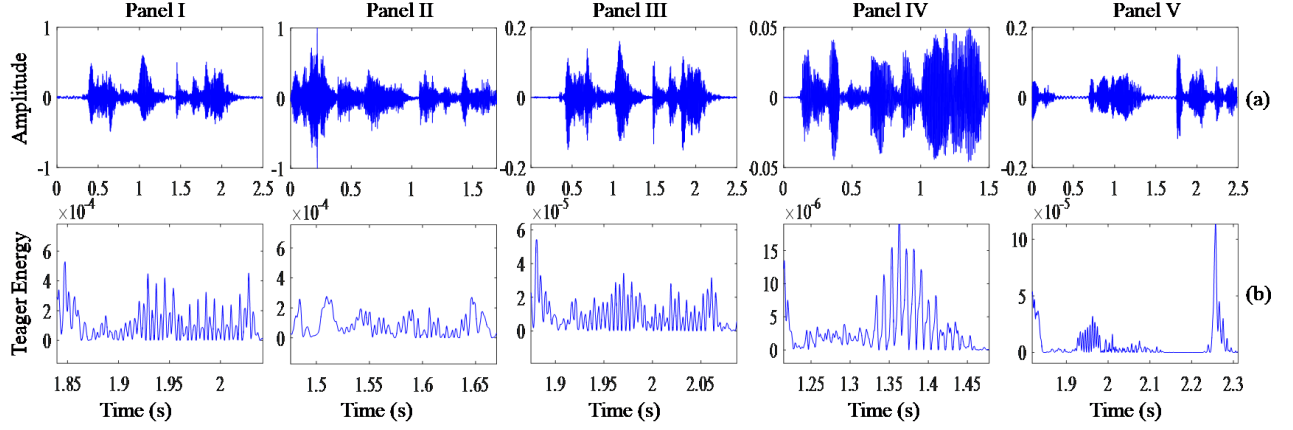 Panel I Panel II Panel III Panel IV Panel V
1 1 0.2 0.05 0.2
Amplitude 0 0 0 0 0 (a)
-1 -1 -0.2 0.05 -0.2
0 0.5 1 1.5 2 2.5 0 0.5 1 1.5 0 0.5 1 1.5 2 2.5 0 0.5 1 1.5 0 0.5 1 1.5 2 2.5
×10-4 ×10-4 ×10-5 ×10-6 ×10-5
Teager Energy 6 4 2 0 6 4 2 0 6 4 2 0 15 10 5 0 10 5 0 (b)
1.85 1.9 1.95 2 1.5 1.55 1.6 1.65 1.9 1.95 2 2.05 1.25 1.3 1.35 1.4 1.45 1.9 2 2.1 2.2 2.3
Time (s) Time (s) Time (s) Time (s) Time (s)